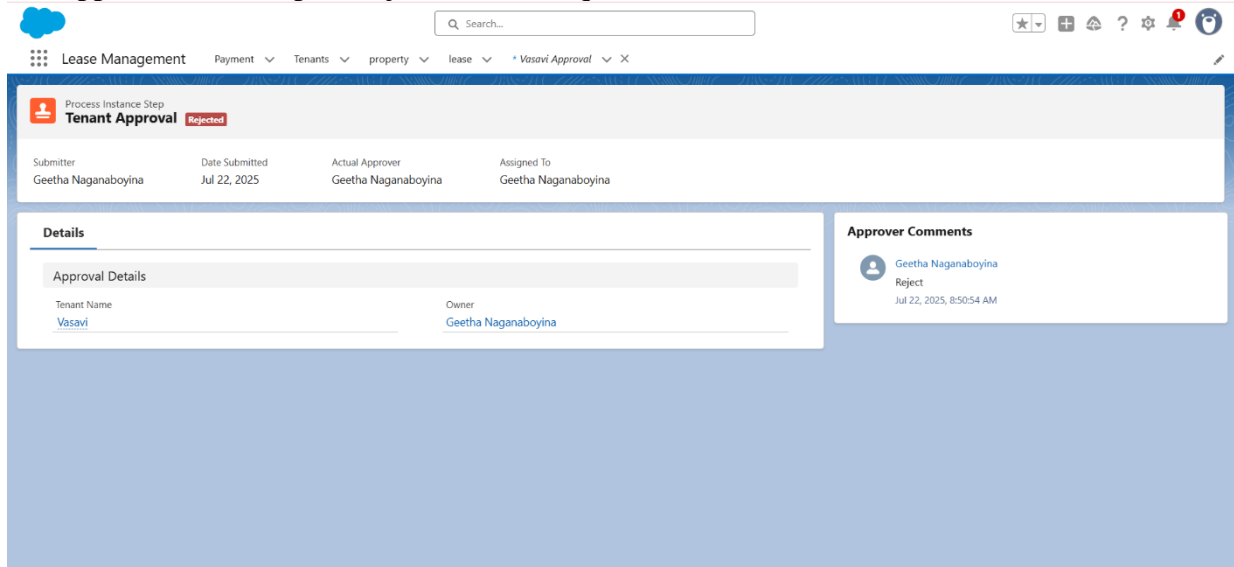 Search...
1
Lease Management Payment Tenants property lease * Vasavi Approval
Process Instance Step
Tenant Approval Rejected
Submitter Date Submitted Actual Approver Assigned To
Geetha Naganaboyina Jul 22, 2025 Geetha Naganaboyina Geetha Naganaboyina
Details
Approval Details
Tenant Name Owner
Vasavi Geetha Naganaboyina
Approver Comments
Geetha Naganaboyina
Reject
Jul 22, 2025, 8:50:54 AM